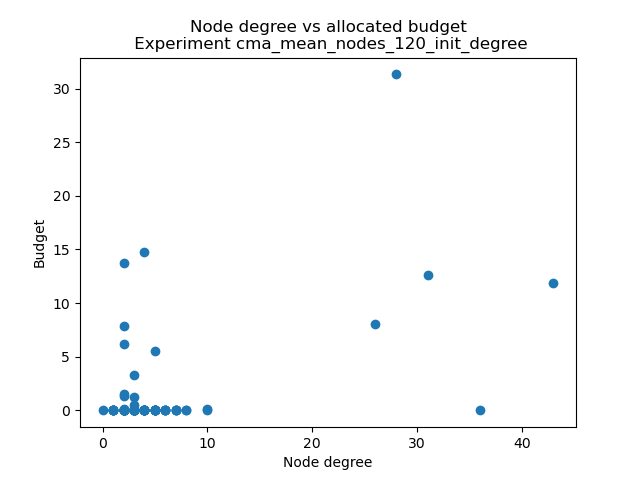 Node degree vs allocated budget
Experiment cma_mean_nodes_120_init_degree
30
25
20
15
10
5
0
Budget
0 10 20 30 40
Node degree